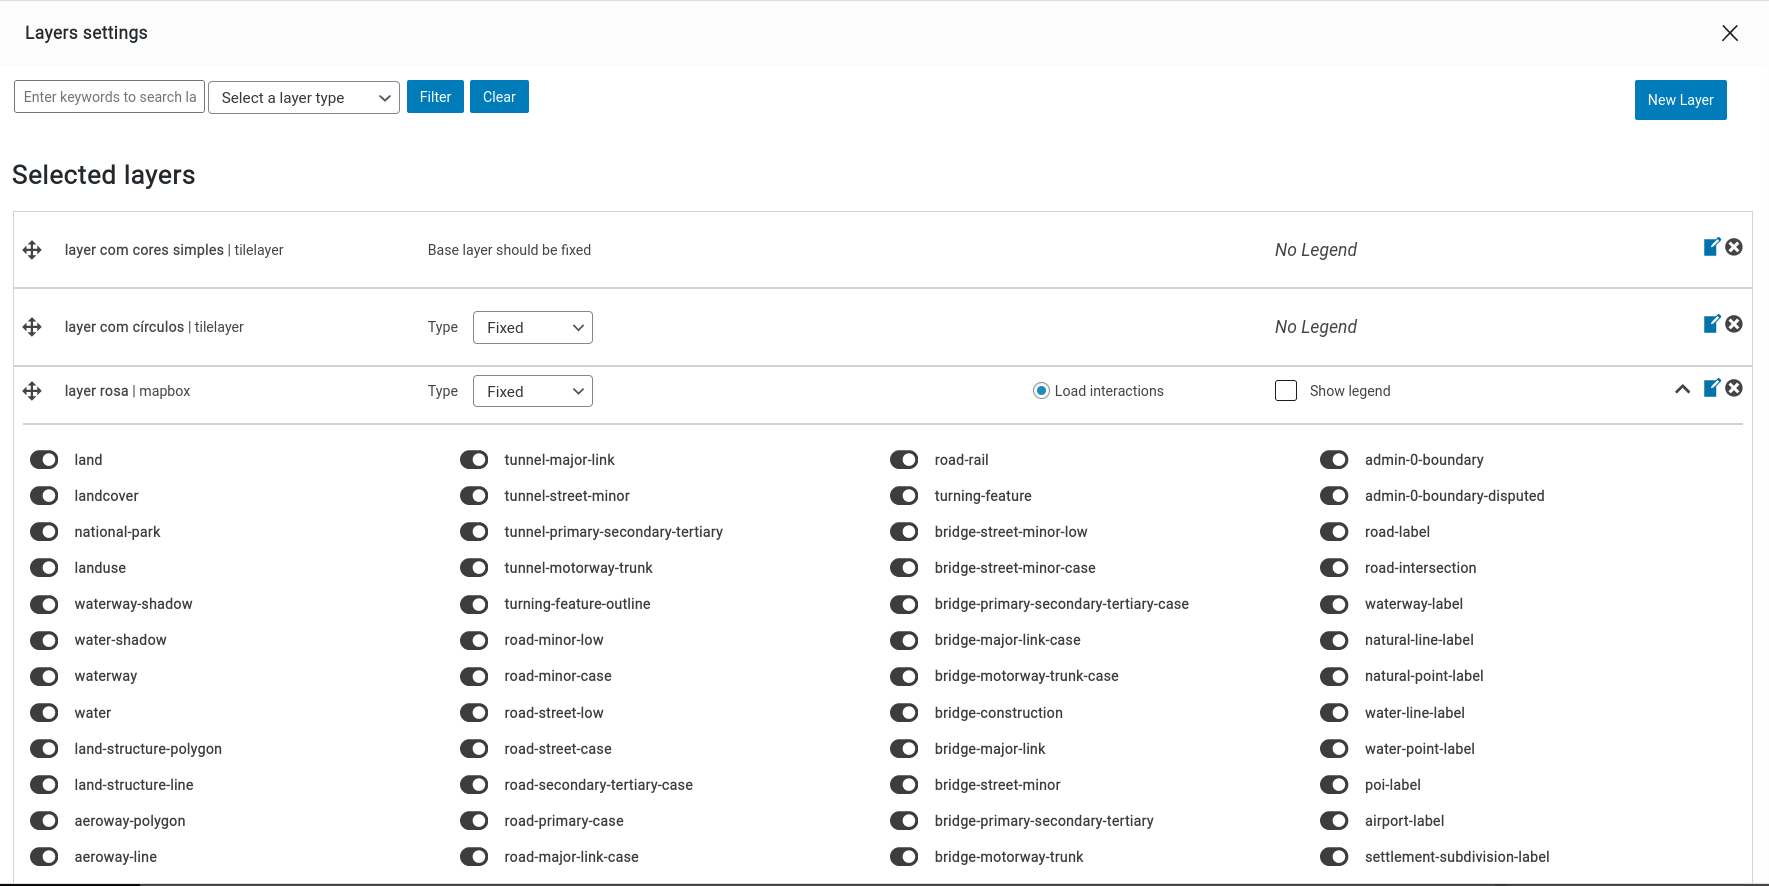 Layers settings
Enter keywords to search la
Select a layer type
Filter
Clear
New Layer
Selected layers
layer com cores simples | tilelayer
Base layer should be fixed
No Legend
layer com círculos | tilelayer
Type
Fixed
No Legend
layer rosa | mapbox
Type
Fixed
Load interactions
Show legend
land
landcover
national-park
landuse
waterway-shadow
water-shadow
waterway
water
land-structure-polygon
land-structure-line
aeroway-polygon
aeroway-line
tunnel-major-link
tunnel-street-minor
tunnel-primary-secondary-tertiary
tunnel-motorway-trunk
turning-feature-outline
road-minor-low
road-minor-case
road-street-low
road-street-case
road-secondary-tertiary-case
road-primary-case
road-major-link-case
road-rail
turning-feature
bridge-street-minor-low
bridge-street-minor-case
bridge-primary-secondary-tertiary-case
bridge-major-link-case
bridge-motorway-trunk-case
bridge-construction
bridge-major-link
bridge-street-minor
bridge-primary-secondary-tertiary
bridge-motorway-trunk
admin-0-boundary
admin-0-boundary-disputed
road-label
road-intersection
waterway-label
natural-line-label
natural-point-label
water-line-label
water-point-label
poi-label
airport-label
settlement-subdivision-label